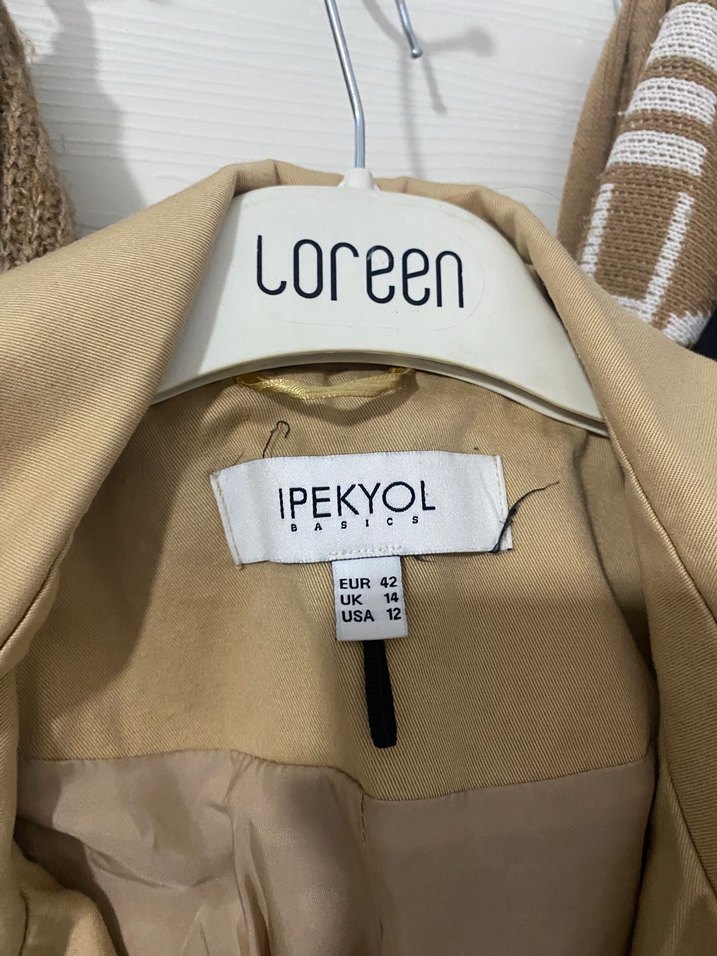 Loreen
IPEKYOL
BASICS
EUR 42
UK 14
USA 12